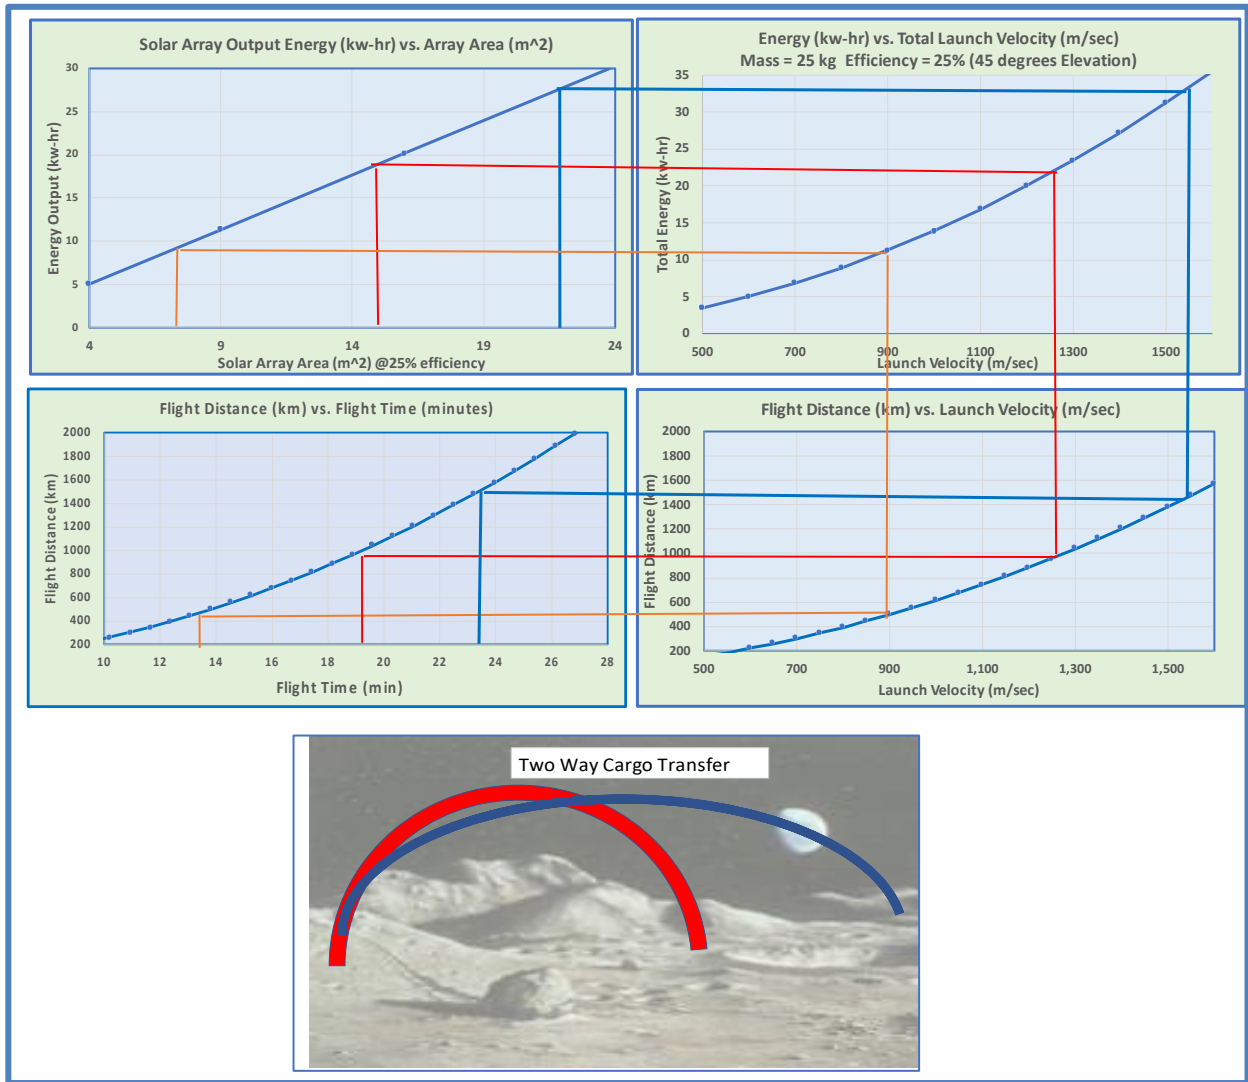 Solar Array Output Energy (kw-hr) vs. Array Area (m^2)
Energy Output (kw-hr)
30
25
20
15
10
5
0
4 9 14 19 24
Solar Array Area (m^2) @25% efficiency
Energy (kw-hr) vs. Total Launch Velocity (m/sec)
Mass = 25 kg Efficiency = 25% (45 degrees Elevation)
Total Energy (kw-hr)
35
30
25
20
15
10
5
0
500 700 900 1100 1300 1500
Launch Velocity (m/sec)
Flight Distance (km) vs. Flight Time (minutes)
Flight Distance (km)
2000
1800
1600
1400
1200
1000
800
600
400
200
10 12 14 16 18 20 22 24 26 28
Flight Time (min)
Flight Distance (km) vs. Launch Velocity (m/sec)
Flight Distance (km)
2000
1800
1600
1400
1200
1000
800
600
400
200
500 700 900 1,100 1,300 1,500
Launch Velocity (m/sec)
Two Way Cargo Transfer